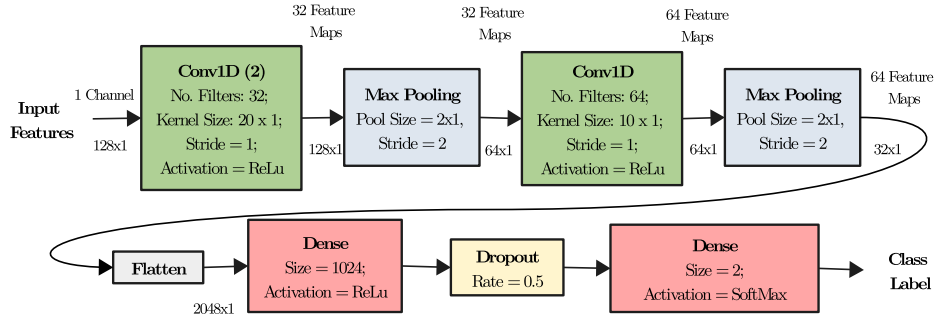 Input
Features
1 Channel
128x1
Conv1D (2)
No. Filters: 32;
Kernel Size: 20 x 1;
Stride = 1;
Activation = ReLu
32 Feature
Maps
128x1
Max Pooling
Pool Size = 2x1,
Stride = 2
32 Feature
Maps
64x1
Conv1D
No. Filters: 64;
Kernel Size: 10 x 1;
Stride = 1;
Activation = ReLu
64 Feature
Maps
64x1
Max Pooling
Pool Size = 2x1,
Stride = 2
64 Feature
Maps
32x1
Flatten
2048x1
Dense
Size = 1024;
Activation = ReLu
Dropout
Rate = 0.5
Dense
Size = 2;
Activation = SoftMax
Class
Label